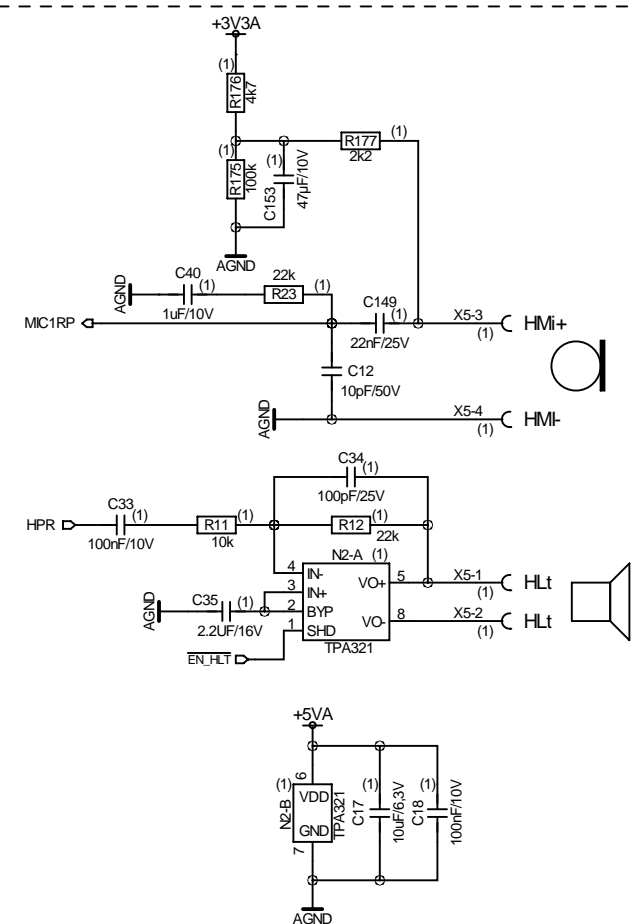 +3V3A
(1)
R176
4k7
(1)
R175
100k
(1)
C153
47µF/10V
R177
(1)
2k2
AGND
C40
(1)
1uF/10V
AGND
22k
R23
(1)
MIC1RP
C149
(1)
22nF/25V
X5-3
(1)
HMi+
C12
10pF/50V
AGND
X5-4
(1)
HMI-
C34
(1)
100pF/25V
HPR
C33
(1)
100nF/10V
R11
(1)
10k
R12
(1)
22k
N2-A (1)
4 IN-
3 IN+
2 BYP
1 SHD
VO+ 5
VO- 8
TPA321
X5-1
(1)
HLt
X5-2
(1)
HLt
AGND
C35
(1)
2.2UF/16V
EN_HLT
+5VA
(1)
N2-B
6
VDD
GND
7
TPA321
(1)
C17
10uF/6,3V
(1)
C18
100nF/10V
AGND